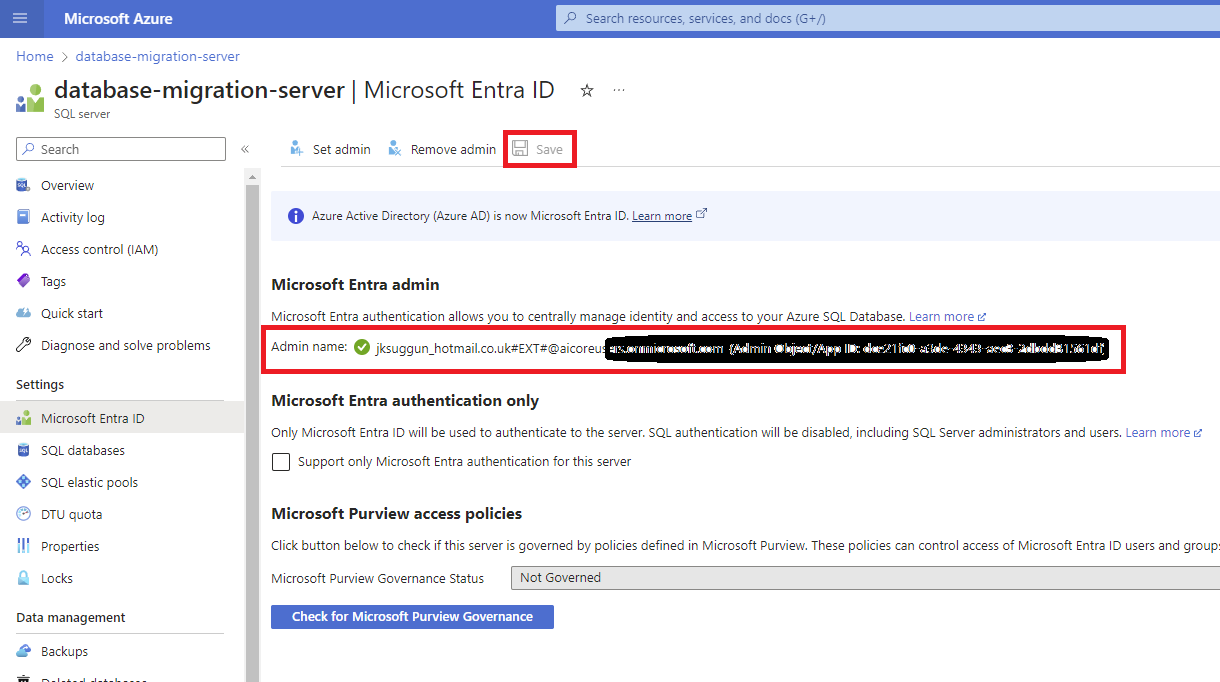 Microsoft Azure
Search resources, services, and docs (G+/)
Home > database-migration-server
database-migration-server | Microsoft Entra ID
SQL server
Search
Set admin
Remove admin
Save
Overview
Activity log
Access control (IAM)
Tags
Quick start
Diagnose and solve problems
Settings
Microsoft Entra ID
SQL databases
SQL elastic pools
DTU quota
Properties
Locks
Data management
Backups
Deleted databases
Azure Active Directory (Azure AD) is now Microsoft Entra ID. Learn more
Microsoft Entra admin
Microsoft Entra authentication allows you to centrally manage identity and access to your Azure SQL Database. Learn more
Admin name: jksuggun_hotmail.co.uk#EXT#@aicoreus
Microsoft Entra authentication only
Only Microsoft Entra ID will be used to authenticate to the server. SQL authentication will be disabled, including SQL Server administrators and users. Learn more
Support only Microsoft Entra authentication for this server
Microsoft Purview access policies
Click button below to check if this server is governed by policies defined in Microsoft Purview. These policies can control access of Microsoft Entra ID users and groups
Microsoft Purview Governance Status
Not Governed
Check for Microsoft Purview Governance